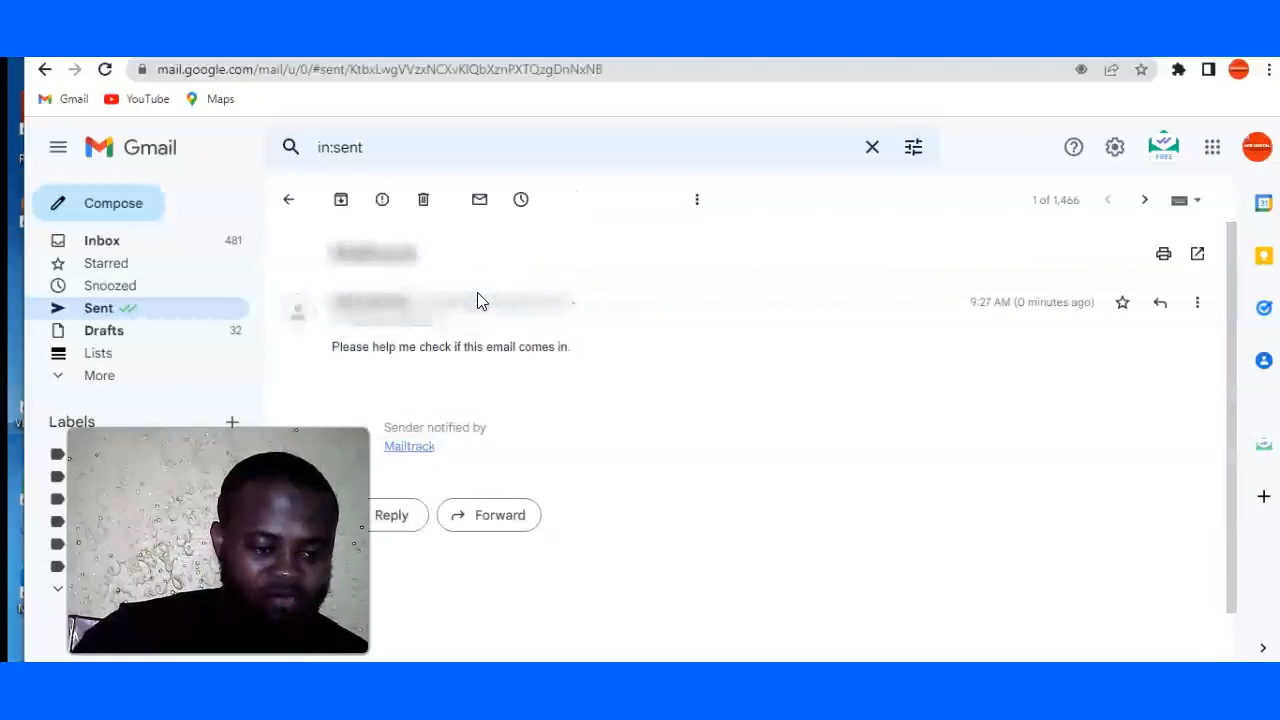 mail.google.com/mail/u/0/#sent/KtbxLwgVVzxNCXvKlQbXznPXTQzgDnNxNB
Gmail YouTube Maps
Gmail
in:sent
FREE
Compose
1 of 1,466
Inbox 481
Starred
Snoozed
Sent
Drafts 32
Lists
More
Labels
9:27 AM (0 minutes ago)
Please help me check if this email comes in.
Sender notified by
Mailtrack
Reply
Forward
31